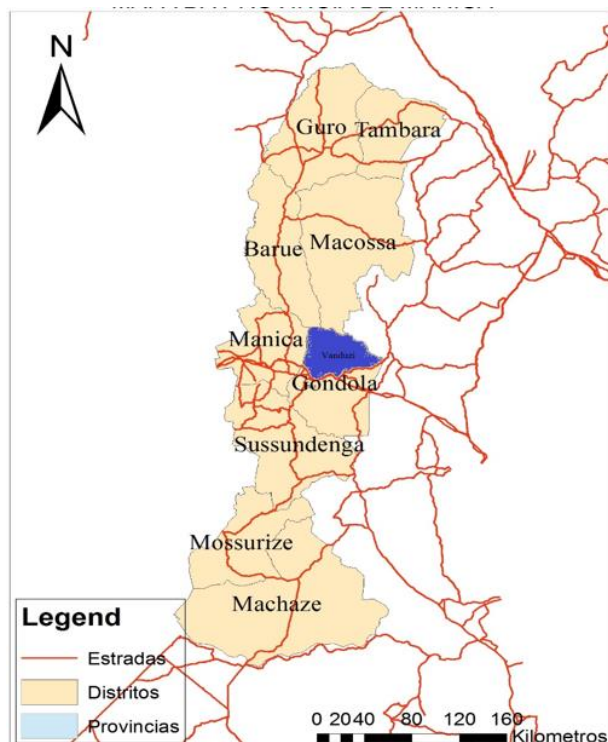 N
Guro Tambara
Barue Macossa
Manica
Vanduzi
Gondola
Sussundenga
Mossurize
Machaze
Legend
Estradas
Distritos
Provincias
0 20 40 80 120 160
Kilometros